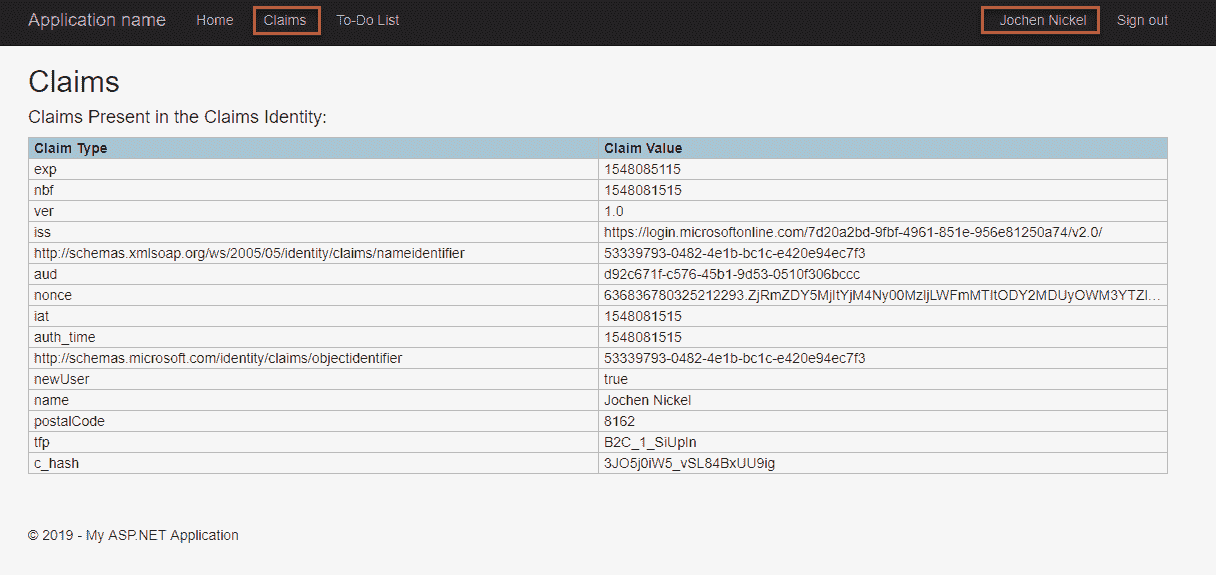 Application name Home Claims To-Do List Jochen Nickel Sign out
Claims
Claims Present in the Claims Identity:
Claim Type Claim Value
exp 1548085115
nbf 1548081515
ver 1.0
iss https://login.microsoftonline.com/7d20a2bd-9fbf-4961-851e-956e81250a74/v2.0/
http://schemas.xmlsoap.org/ws/2005/05/identity/claims/nameidentifier 53339793-0482-4e1b-bc1c-e420e94ec7f3
aud d92c671f-c576-45b1-9d53-0510f306bccc
nonce 636836780325212293.ZjRmZDY5MjItYjM4Ny00MzljLWFmMTItODY2MDUyOWM3YTZl...
iat 1548081515
auth_time 1548081515
http://schemas.microsoft.com/identity/claims/objectidentifier 53339793-0482-4e1b-bc1c-e420e94ec7f3
newUser true
name Jochen Nickel
postalCode 8162
tfp B2C_1_SiUpIn
c_hash 3JO5j0iW5_vSL84BxUU9ig
© 2019 - My ASP.NET Application